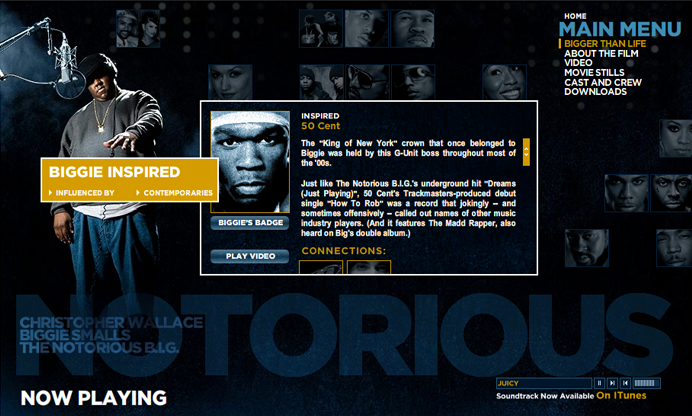 HOME
MAIN MENU
BIGGER THAN LIFE
ABOUT THE FILM
VIDEO
MOVIE STILLS
CAST AND CREW
DOWNLOADS
BIGGIE INSPIRED
INFLUENCED BY CONTEMPORARIES
INSPIRED
50 Cent
The "King of New York" crown that once belonged to
Biggie was held by this G-Unit boss throughout most of
the '00s.
Just like The Notorious B.I.G.'s underground hit "Dreams
(Just Playing)", 50 Cent's Trackmasters-produced debut
single "How To Rob" was a record that jokingly -- and
sometimes offensively -- called out names of other music
industry players. (And it features The Madd Rapper, also
heard on Big's double album.)
CONNECTIONS:
BIGGIE'S BADGE
PLAY VIDEO
NOTORIOUS
CHRISTOPHER WALLACE
BIGGIE SMALLS
THE NOTORIOUS B.I.G.
NOW PLAYING
JUICY
Soundtrack Now Available On iTunes